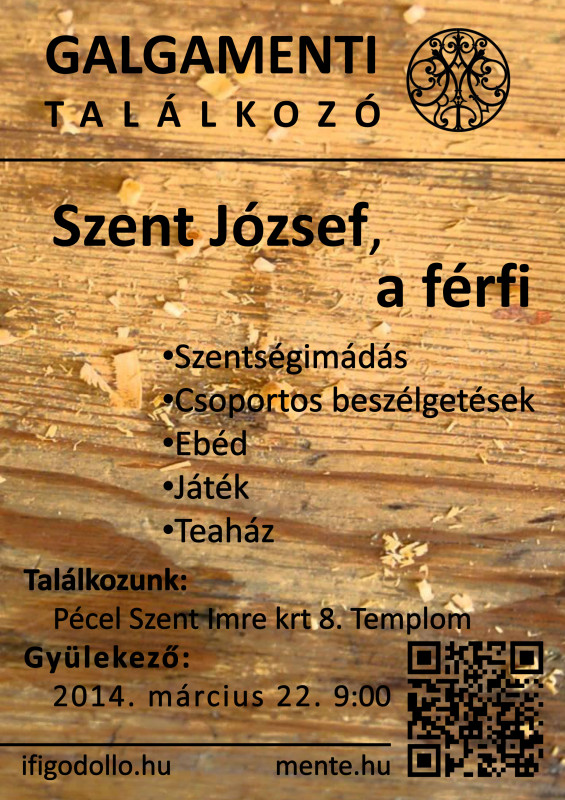 GALGAMENTI
TALÁLKOZÓ
Szent József,
a férfi
•Szentségimádás
•Csoportos beszélgetések
•Ebéd
•Játék
•Teaház
Találkozunk:
Pécel Szent Imre krt 8. Templom
Gyülekező:
2014. március 22. 9:00
ifigodollo.hu mente.hu